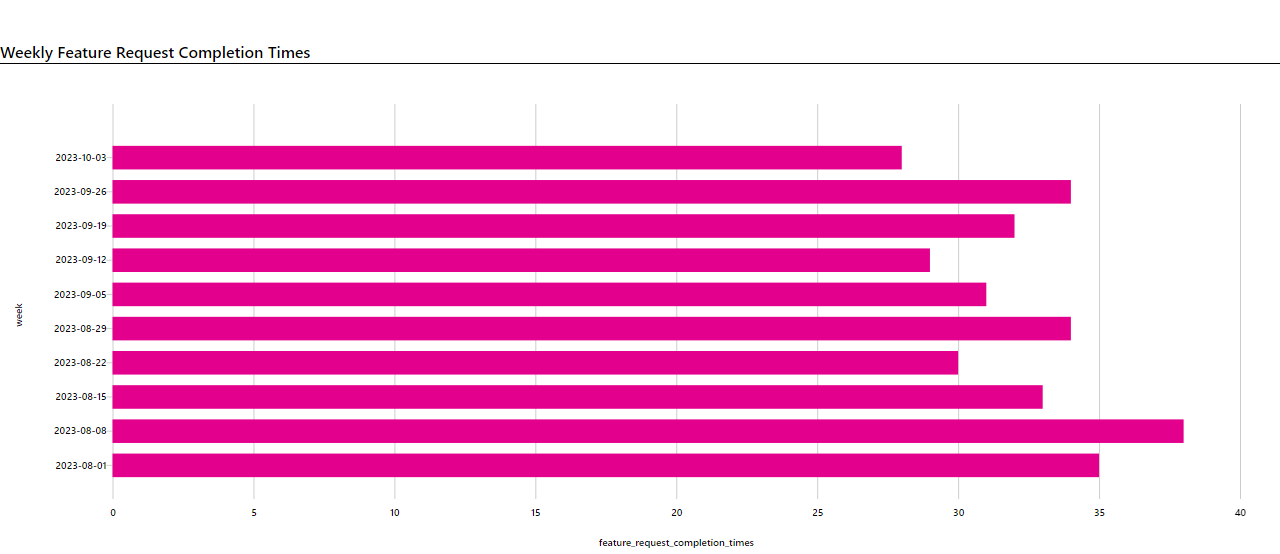 Weekly Feature Request Completion Times
2023-10-03
2023-09-26
2023-09-19
2023-09-12
2023-09-05
2023-08-29
2023-08-22
2023-08-15
2023-08-08
2023-08-01
week
0 5 10 15 20 25 30 35 40
feature_request_completion_times